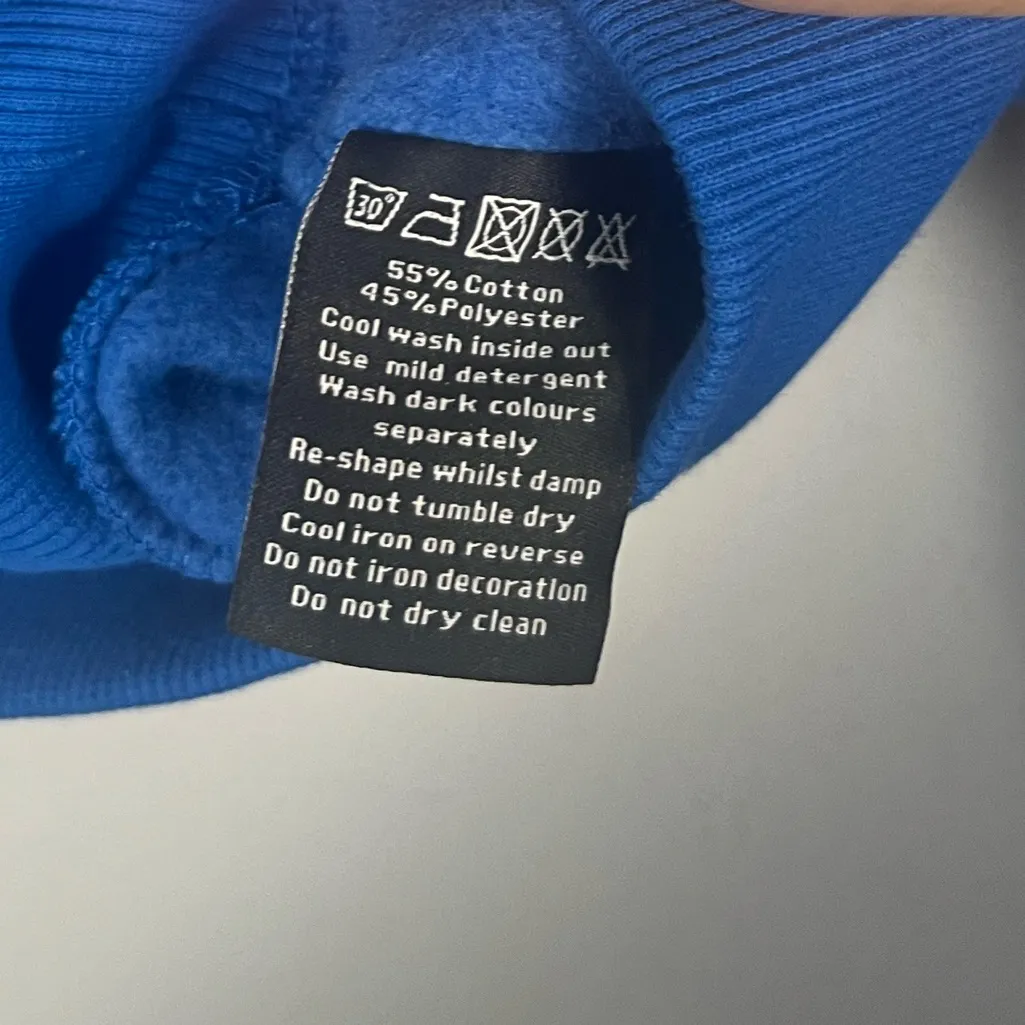 30°
55% Cotton
45% Polyester
Cool wash inside out
Use mild detergent
Wash dark colours
separately
Re-shape whilst damp
Do not tumble dry
Cool iron on reverse
Do not iron decoration
Do not dry clean